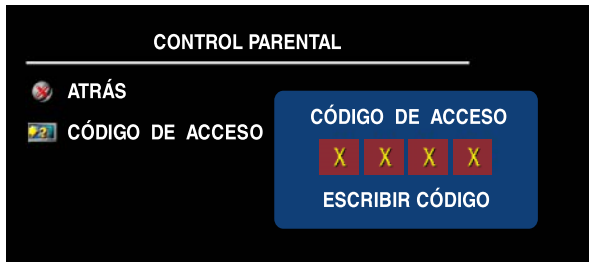 CONTROL PARENTAL
ATRÁS
CÓDIGO DE ACCESO
CÓDIGO DE ACCESO
X X X X
ESCRIBIR CÓDIGO